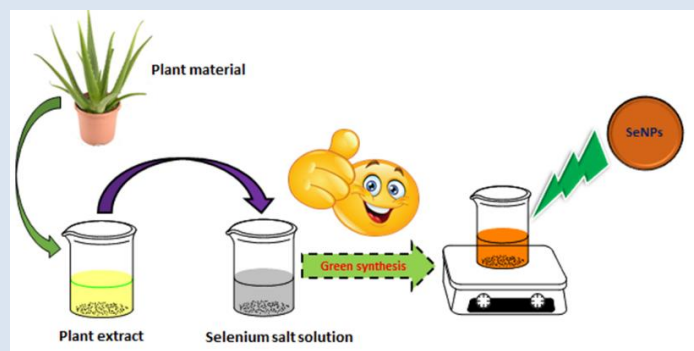 Plant material
SeNPs
Green synthesis
Plant extract
Selenium salt solution